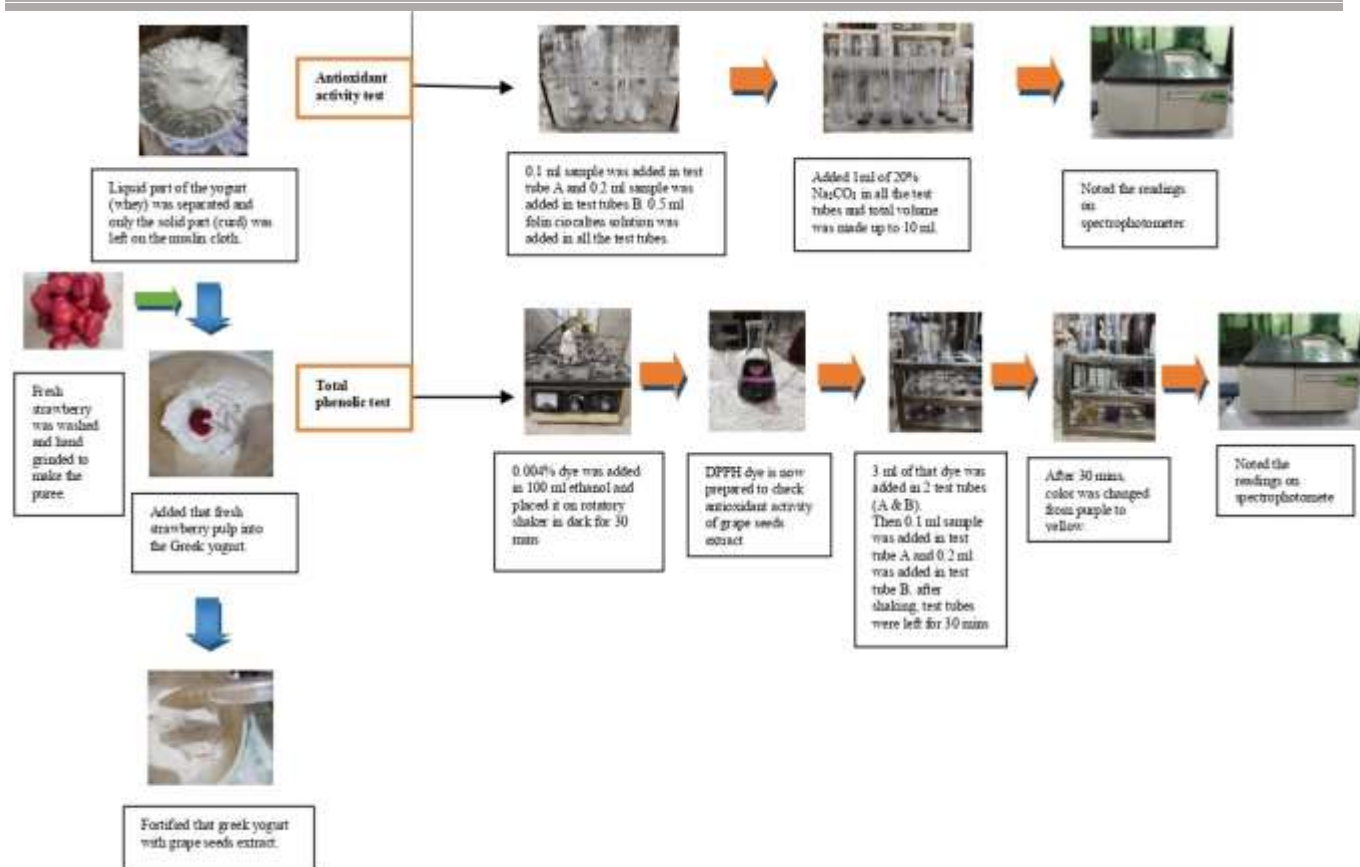 Antioxidant
activity test
Liquid part of the yogurt
(whey) was separated and
only the solid part (curd) was
left on the muslin cloth.
0.1 ml sample was added in test
tube A and 0.2 ml sample was
added in test tubes B. 0.5 ml
folin ciocalteu solution was
added in all the test tubes.
Added 1ml of 20%
Na₂CO₃ in all the test
tubes and total volume
was made up to 10 ml.
Noted the readings
on
spectrophotometer
Fresh
strawberry
was washed
and hand
grinded to
make the
puree.
Added that fresh
strawberry pulp into
the Greek yogurt
Total
phenolic test
0.004% dye was added
in 100 ml ethanol and
placed it on rotatory
shaker in dark for 30
mins
DPPH dye is now
prepared to check
antioxidant activity
of grape seeds
extract
3 ml of that dye was
added in 2 test tubes
(A & B).
Then 0.1 ml sample
was added in test
tube A and 0.2 ml
was added in test
tube B. after
shaking, test tubes
were left for 30 mins
After 30 mins,
color was changed
from purple to
yellow
Noted the
readings on
spectrophotomete
Fortified that greek yogurt
with grape seeds extract.